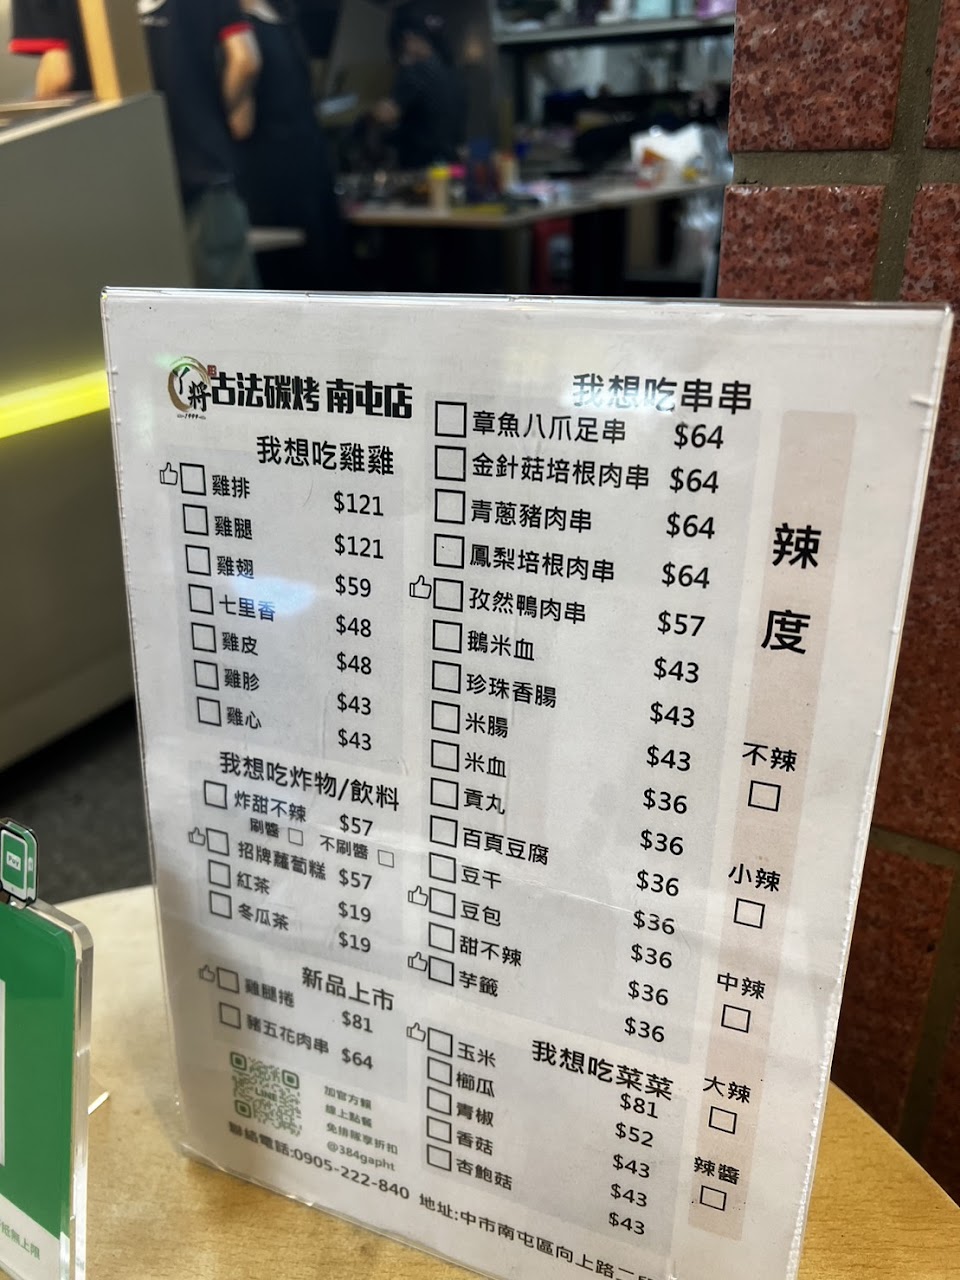 丫將 古法碳烤 南屯店
我想吃雞雞
雞排 $121
雞腿 $121
雞翅 $59
七里香 $48
雞皮 $48
雞胗 $43
雞心 $43
我想吃炸物/飲料
炸甜不辣 $57
刷醬 不刷醬
招牌蘿蔔糕 $57
紅茶 $19
冬瓜茶 $19
新品上市
雞腿捲 $81
豬五花肉串 $64
LINE
加官方賴
線上點餐
免排隊享折扣
@384gapht
我想吃串串
章魚八爪足串 $64
金針菇培根肉串 $64
青蔥豬肉串 $64
鳳梨培根肉串 $64
孜然鴨肉串 $57
鵝米血 $43
珍珠香腸 $43
米腸 $43
米血 $36
貢丸 $36
百頁豆腐 $36
豆干 $36
豆包 $36
甜不辣 $36
芋籤 $36
我想吃菜菜
玉米 $81
櫛瓜 $52
青椒 $43
香菇 $43
杏鮑菇 $43
辣度
不辣
小辣
中辣
大辣
辣醬
聯絡電話:0905-222-840 地址:中市南屯區向上路一段